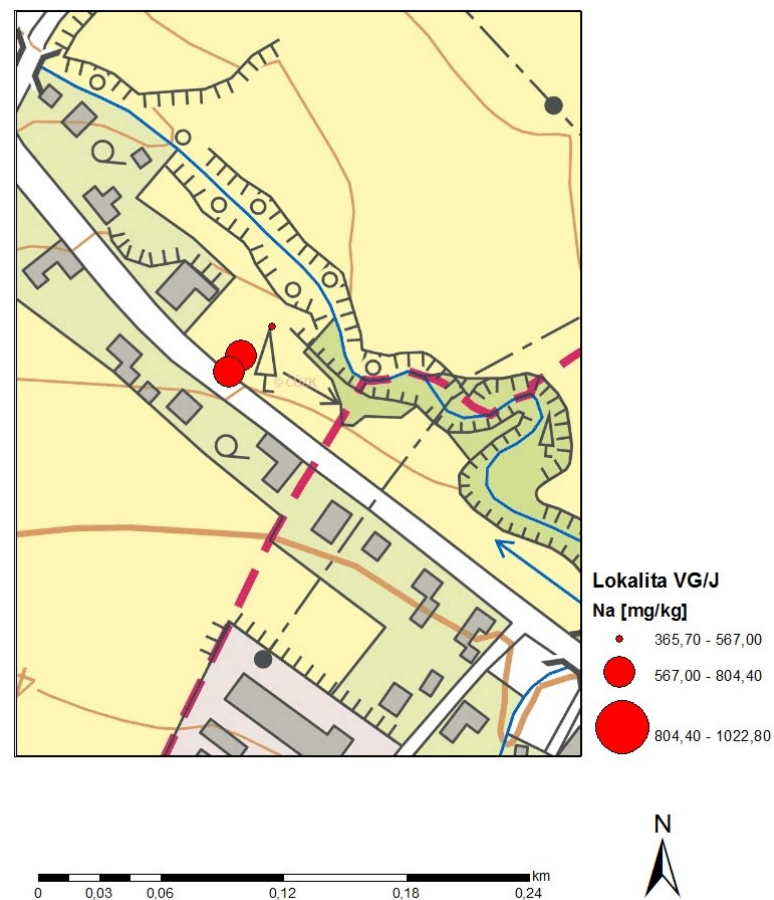 © ČÚZK
Lokalita VG/J
Na [mg/kg]
365,70 - 567,00
567,00 - 804,40
804,40 - 1022,80
N
km
0 0,03 0,06 0,12 0,18 0,24